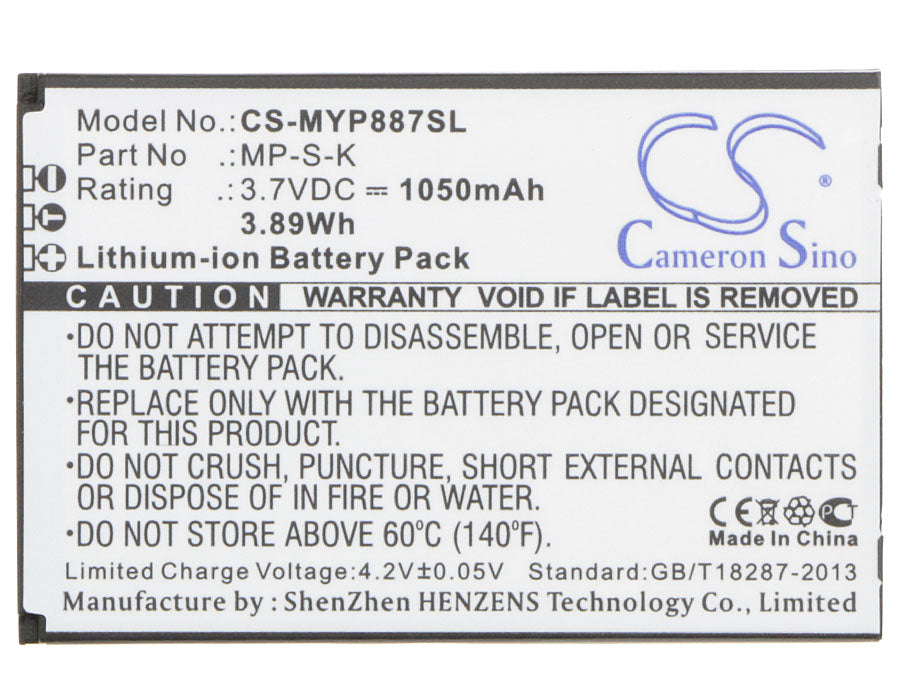 Model No.: CS-MYP887SL
Part No .: MP-S-K
Rating .: 3.7VDC ⎓ 1050mAh
3.89Wh
Lithium-ion Battery Pack
CS
®
Cameron Sino
CAUTION WARRANTY VOID IF LABEL IS REMOVED
•DO NOT ATTEMPT TO DISASSEMBLE, OPEN OR SERVICE
THE BATTERY PACK.
•REPLACE ONLY WITH THE BATTERY PACK DESIGNATED
FOR THIS MACHINE.
•DO NOT CRUSH, PUNCTURE, SHORT EXTERNAL CONTACTS
OR DISPOSE OF IN FIRE OR WATER.
•DO NOT STORE ABOVE 60°C (140°F).
CE PCT
Made In China
Limited Charge Voltage:4.2V±0.05V Standard:GB/T18287-2013
Manufacture by : ShenZhen HENZENS Technology Co., Limited